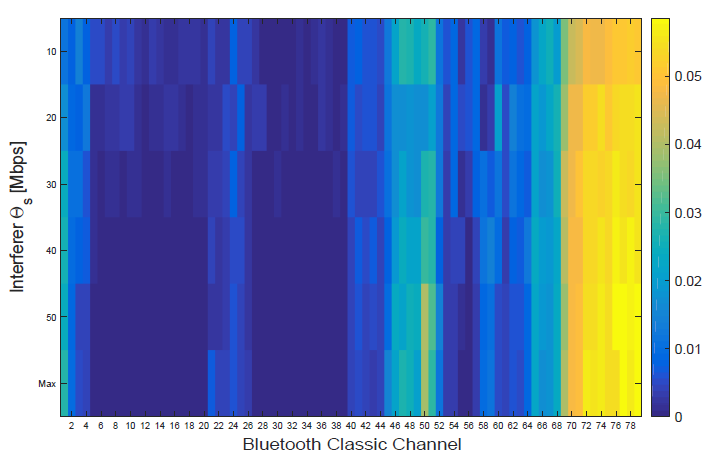 10
20
30
40
50
Max
Interferer Θs [Mbps]
2 4 6 8 10 12 14 16 18 20 22 24 26 28 30 32 34 36 38 40 42 44 46 48 50 52 54 56 58 60 62 64 66 68 70 72 74 76 78
Bluetooth Classic Channel
0.05
0.04
0.03
0.02
0.01
0